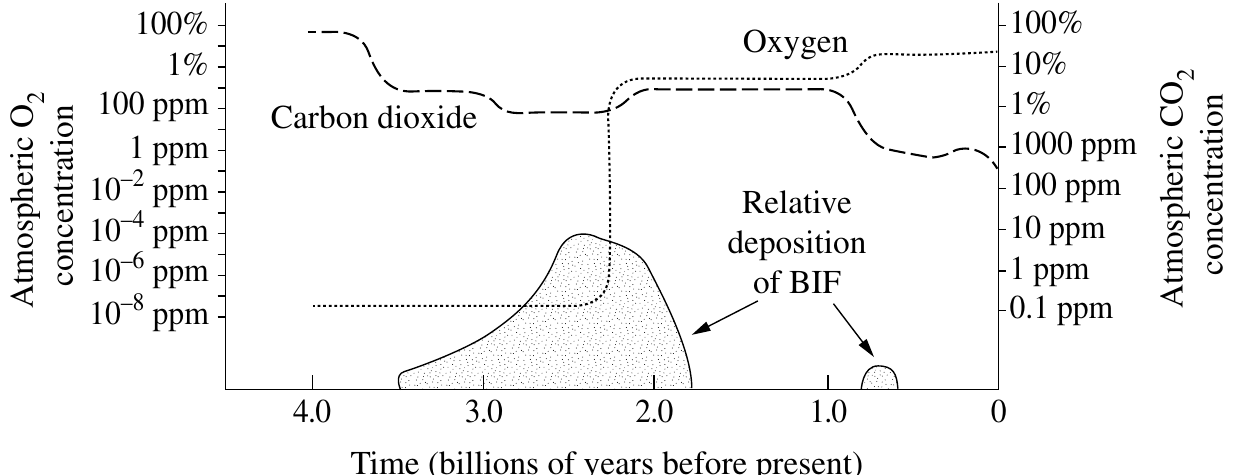 Atmospheric O₂
concentration
100%
1%
100 ppm
1 ppm
10⁻² ppm
10⁻⁴ ppm
10⁻⁶ ppm
10⁻⁸ ppm
Carbon dioxide
Oxygen
Relative
deposition
of BIF
100%
10%
1%
1000 ppm
100 ppm
10 ppm
1 ppm
0.1 ppm
Atmospheric CO₂
concentration
4.0 3.0 2.0 1.0 0
Time (billions of years before present)